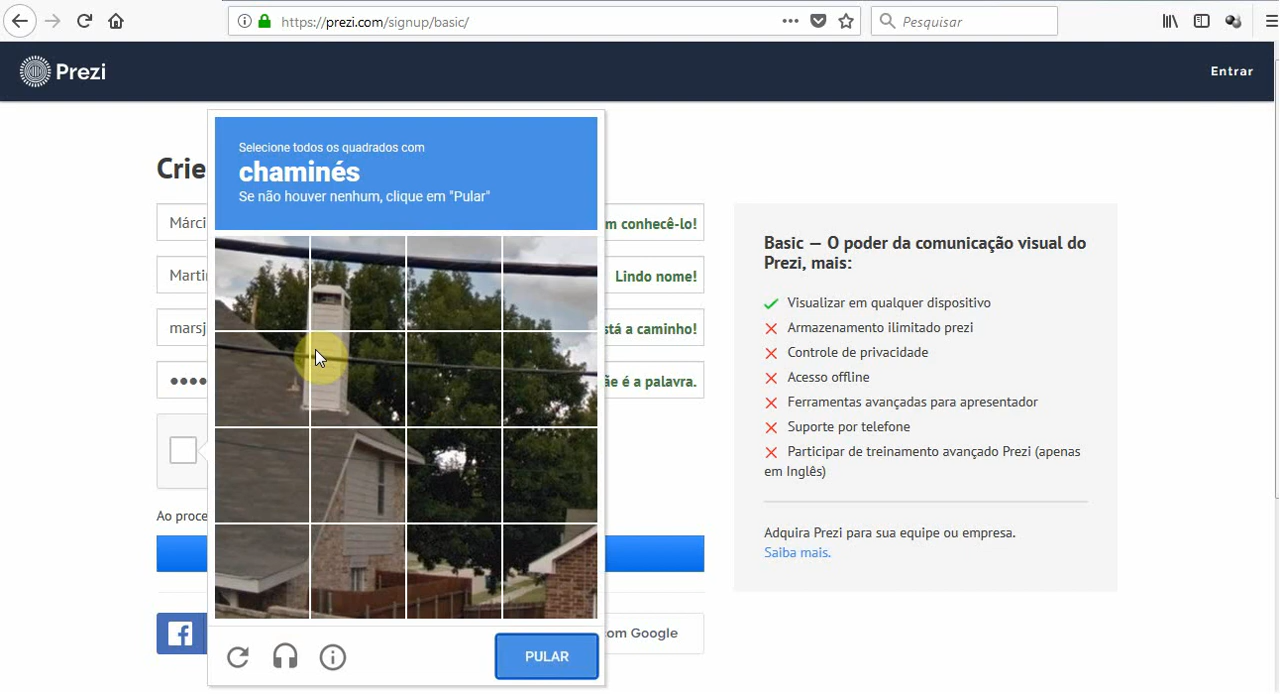 https://prezi.com/signup/basic/
Pesquisar
Prezi
Entrar
Selecione todos os quadrados com
chaminés
Se não houver nenhum, clique em "Pular"
Crie
Márci
m conhecê-lo!
Martin
Lindo nome!
marsj
stá a caminho!
ãe é a palavra.
Ao proce
PULAR
com Google
Basic — O poder da comunicação visual do
Prezi, mais:
Visualizar em qualquer dispositivo
Armazenamento ilimitado prezi
Controle de privacidade
Acesso offline
Ferramentas avançadas para apresentador
Suporte por telefone
Participar de treinamento avançado Prezi (apenas
em Inglês)
Adquira Prezi para sua equipe ou empresa.
Saiba mais.